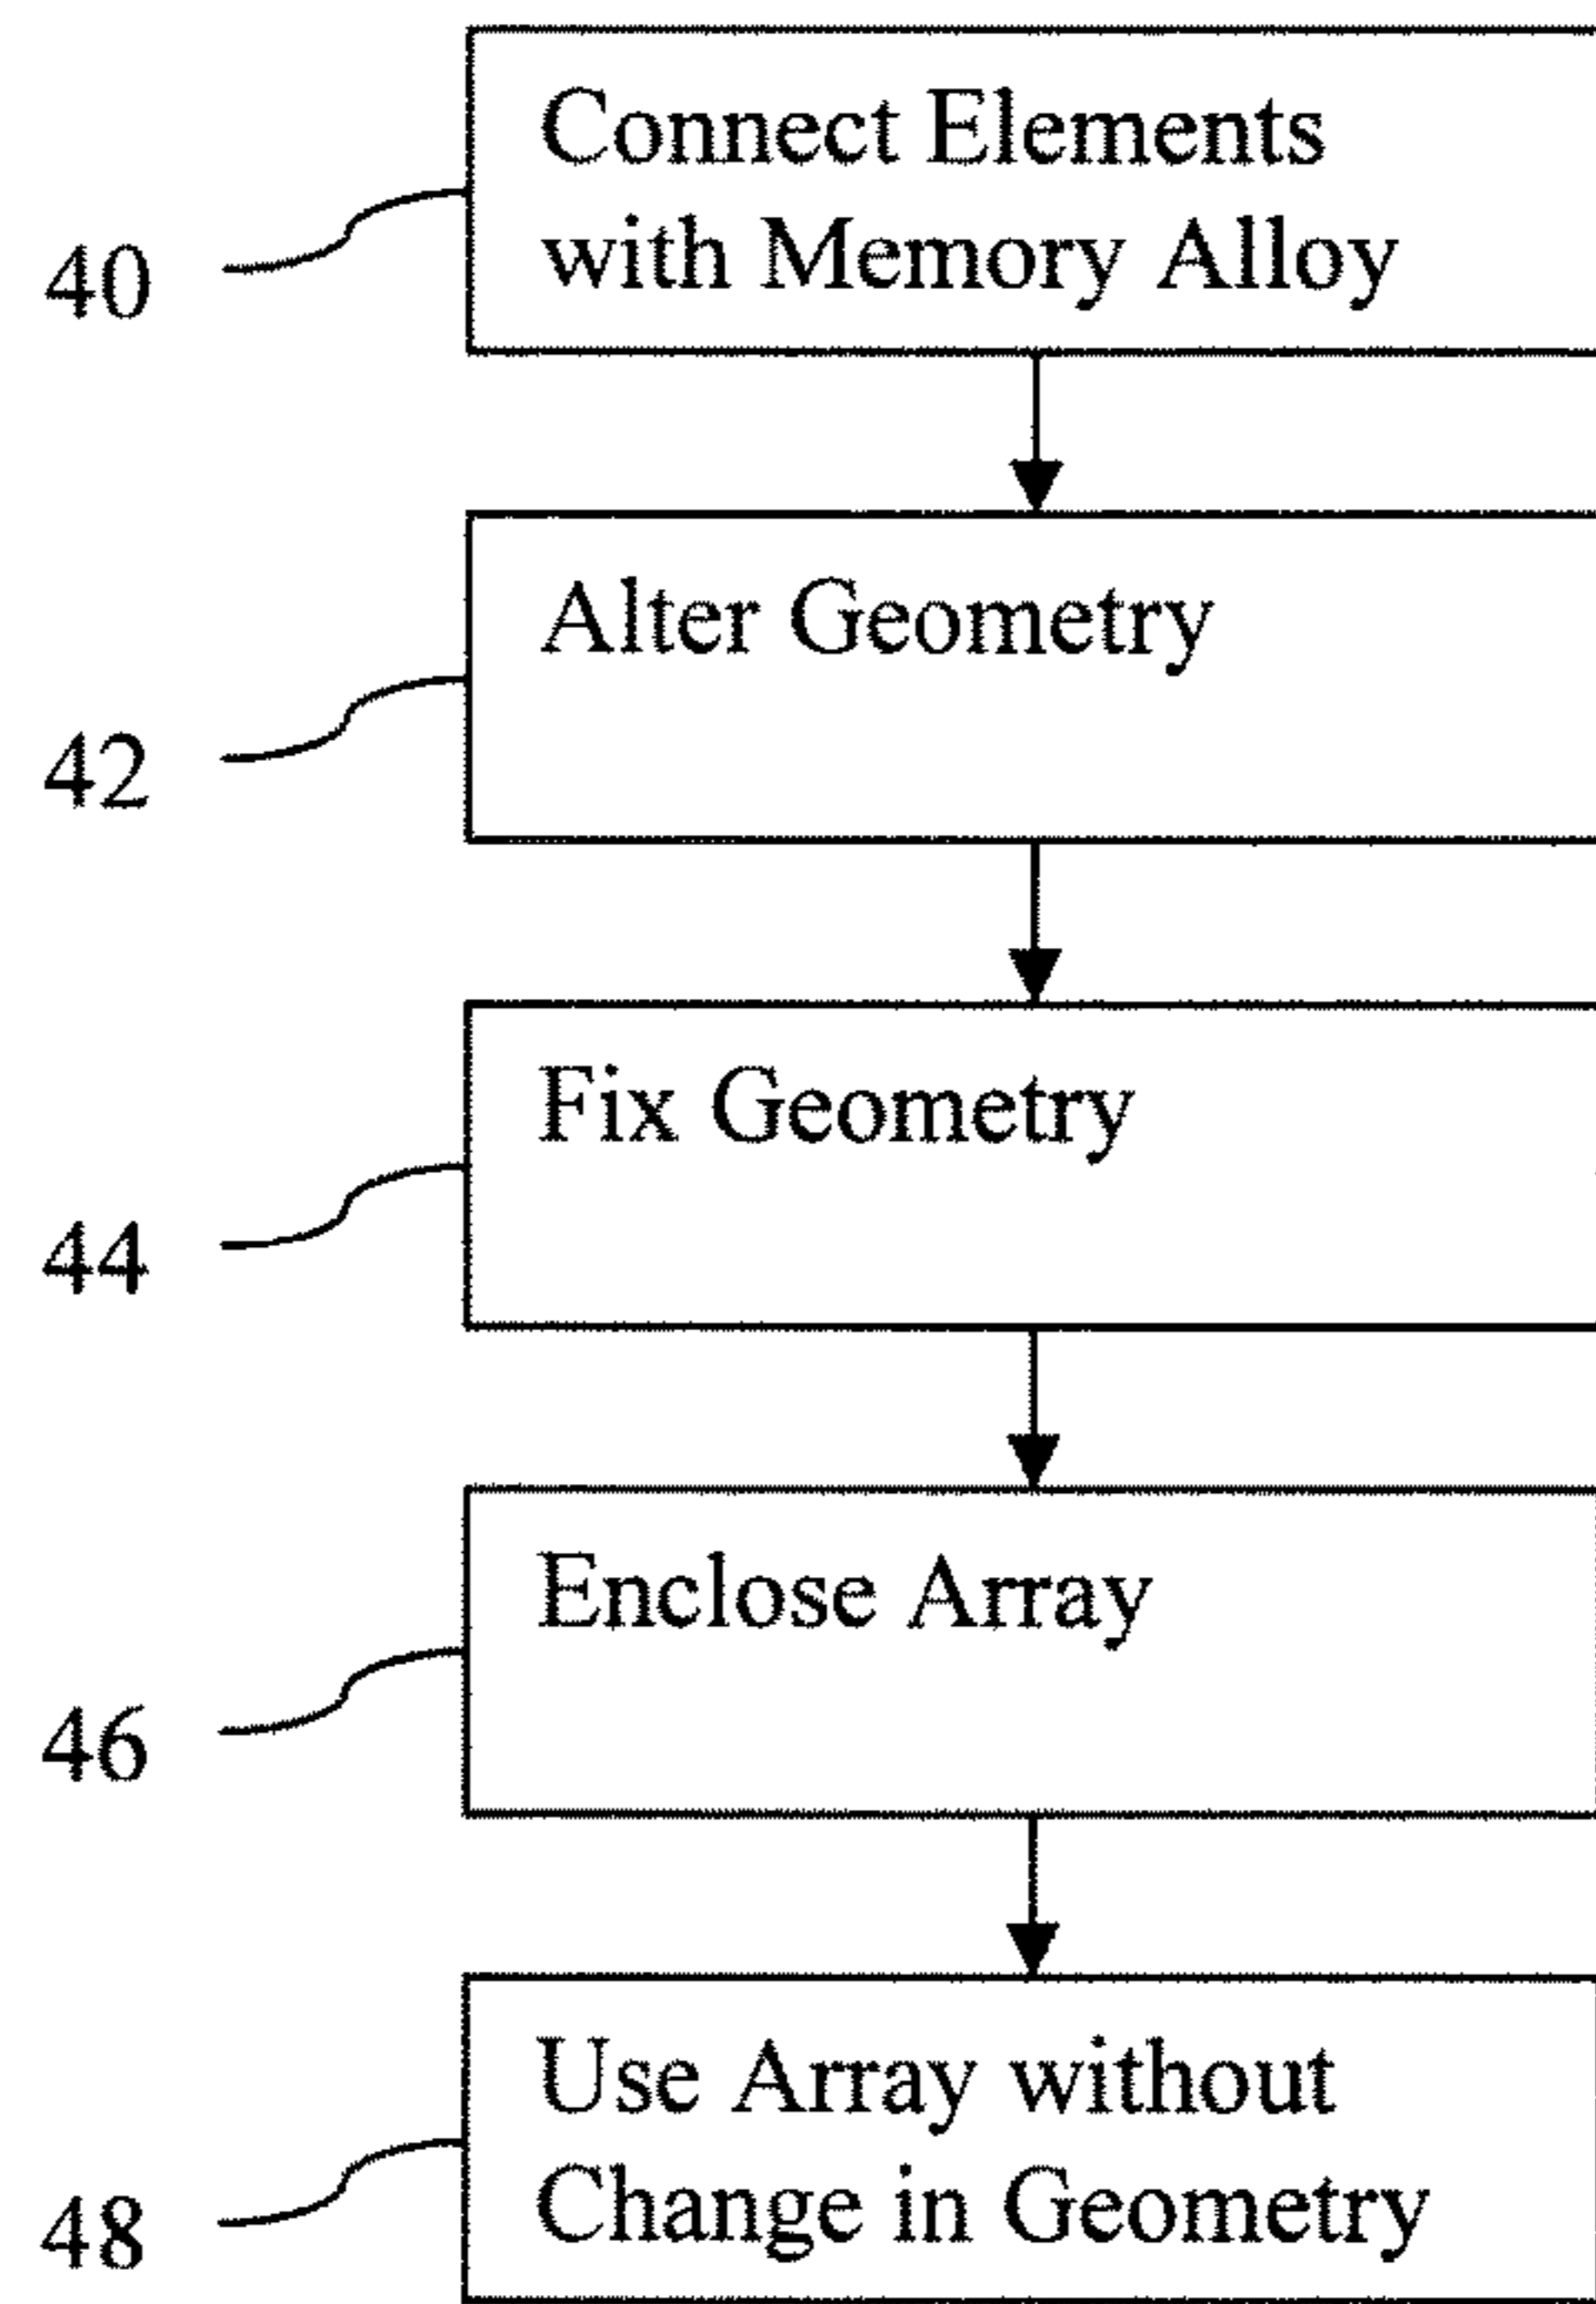 Connect Elements
with Memory Alloy
40
Alter Geometry
42
Fix Geometry
44
Enclose Array
46
Use Array without
Change in Geometry
48